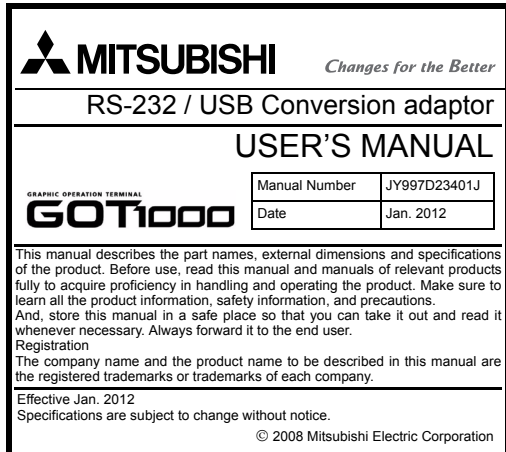 MITSUBISHI
Changes for the Better
RS-232 / USB Conversion adaptor
USER'S MANUAL
GRAPHIC OPERATION TERMINAL
GOT1000
Manual Number JY997D23401J
Date Jan. 2012
This manual describes the part names, external dimensions and specifications
of the product. Before use, read this manual and manuals of relevant products
fully to acquire proficiency in handling and operating the product. Make sure to
learn all the product information, safety information, and precautions.
And, store this manual in a safe place so that you can take it out and read it
whenever necessary. Always forward it to the end user.
Registration
The company name and the product name to be described in this manual are
the registered trademarks or trademarks of each company.
Effective Jan. 2012
Specifications are subject to change without notice.
© 2008 Mitsubishi Electric Corporation